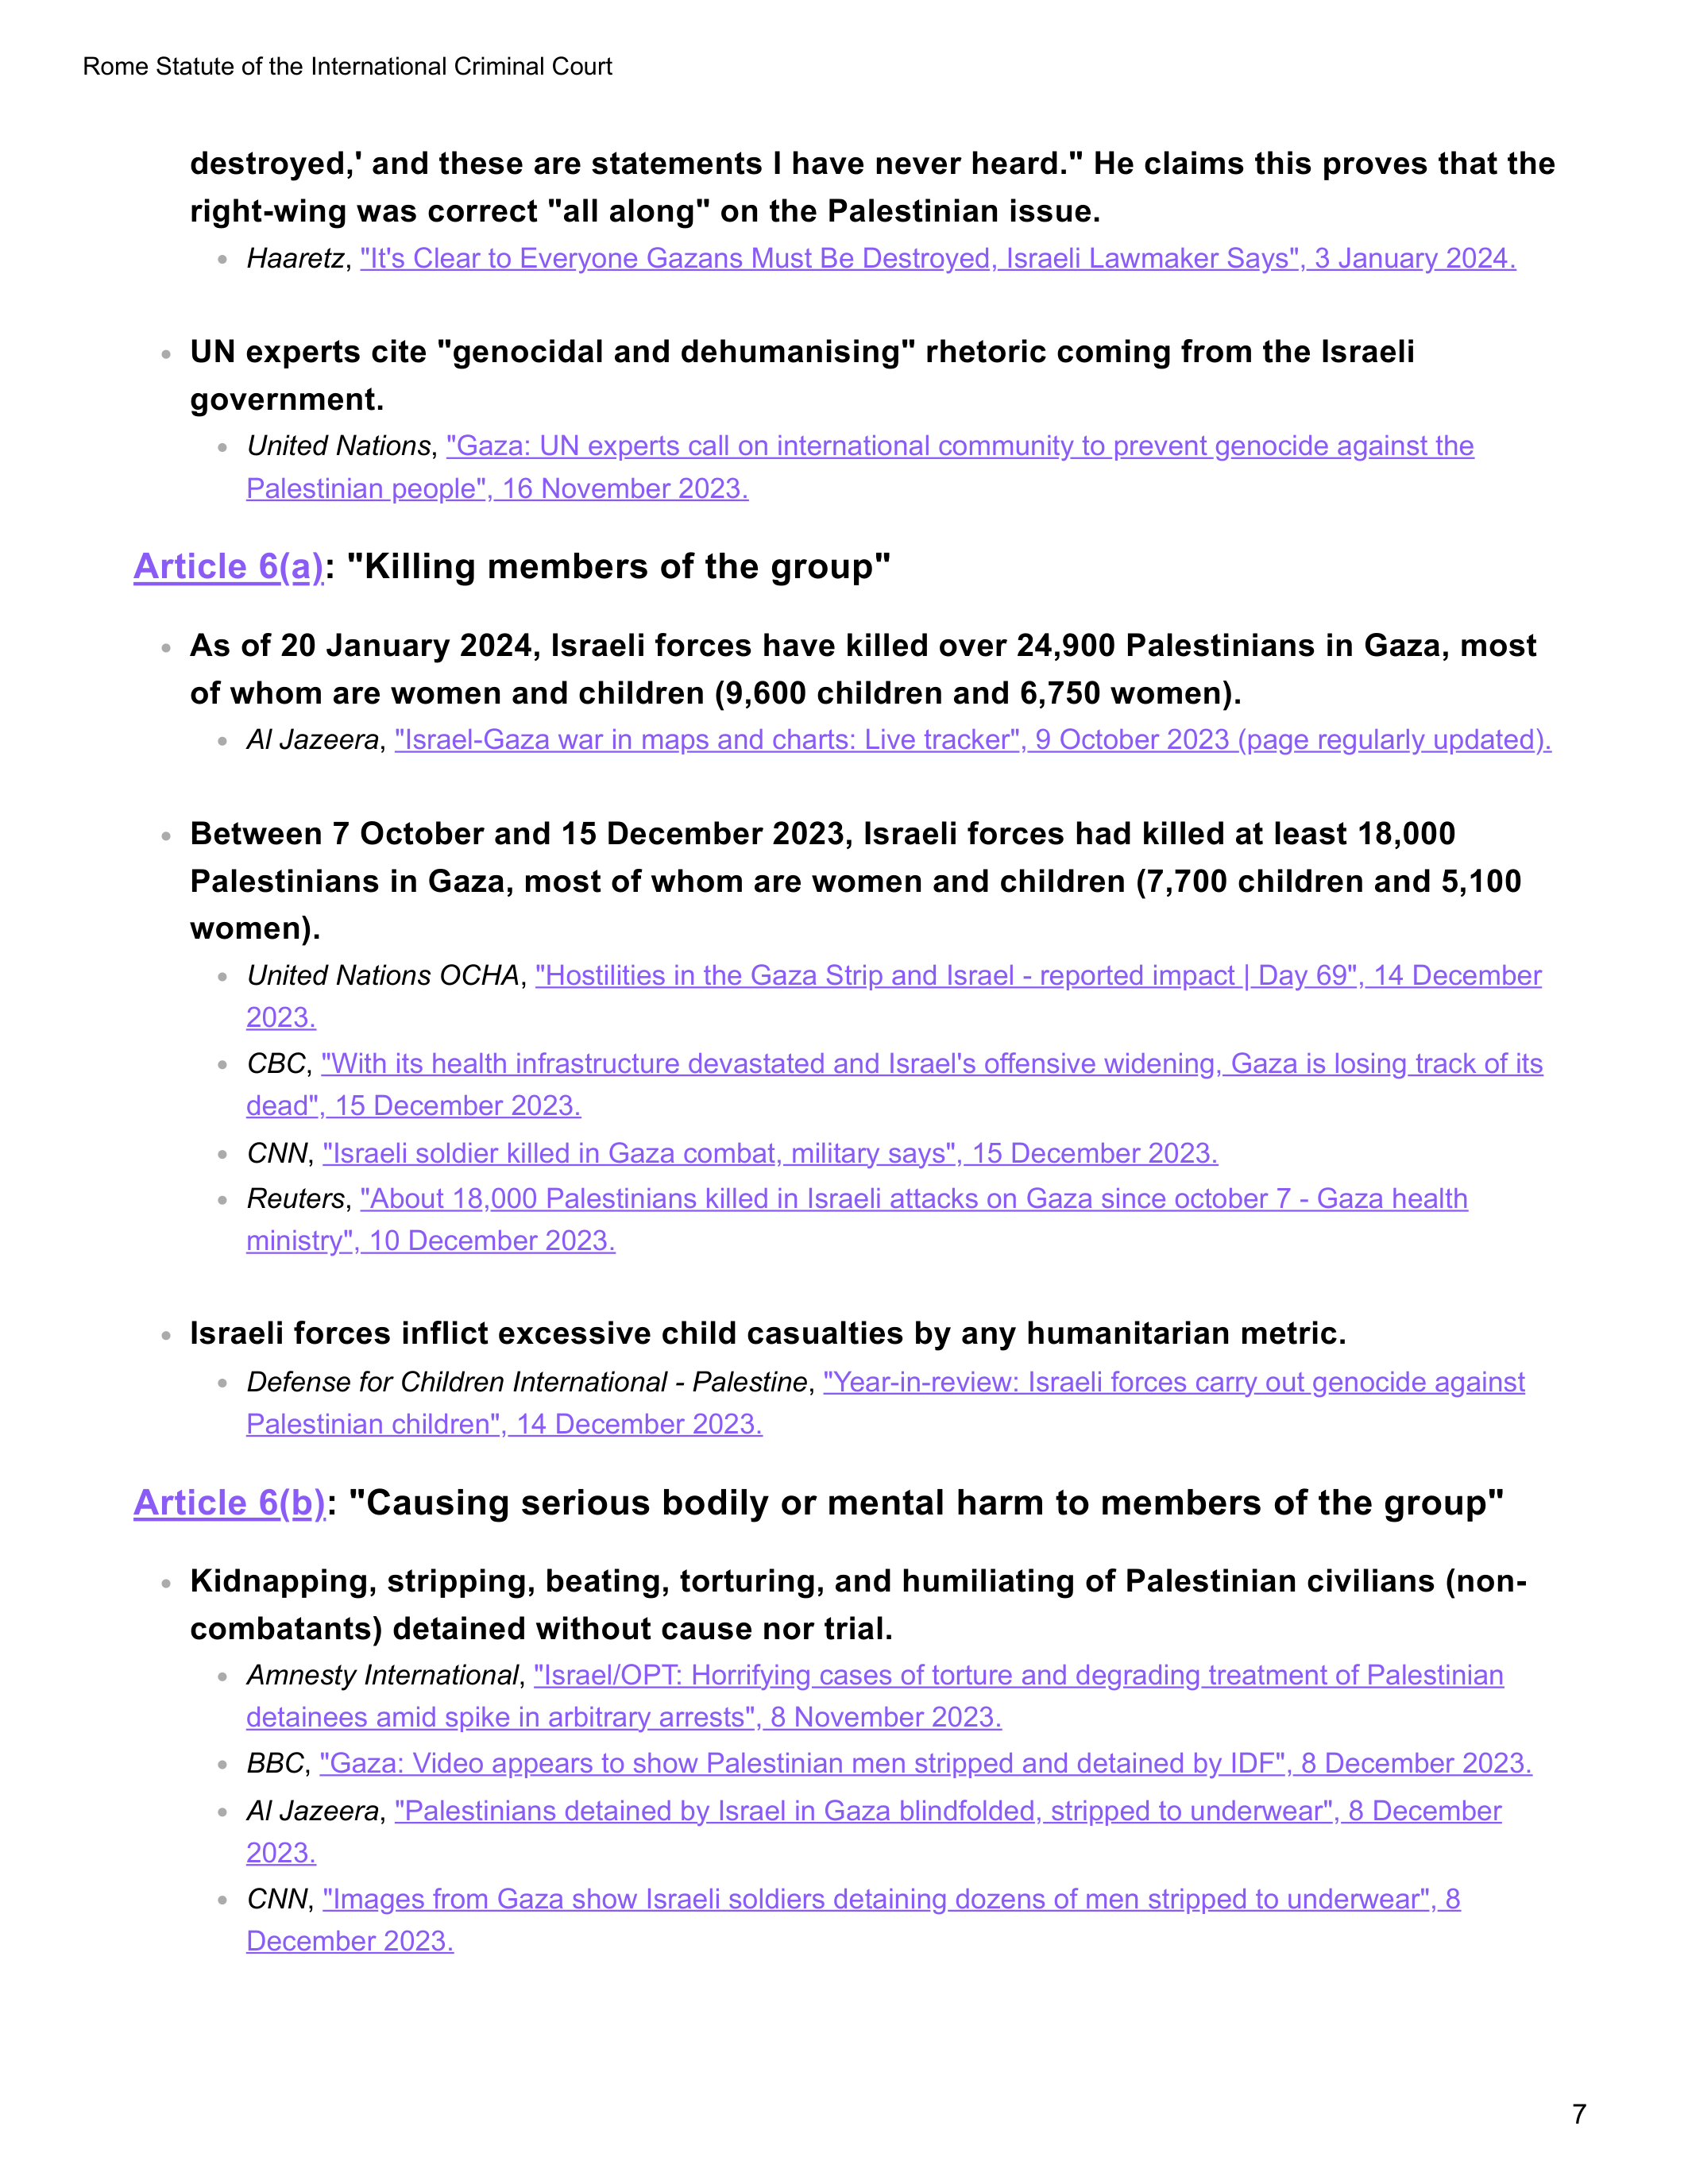 Rome Statute of the International Criminal Court
destroyed,' and these are statements I have never heard." He claims this proves that the
right-wing was correct "all along" on the Palestinian issue.
• Haaretz, "It's Clear to Everyone Gazans Must Be Destroyed, Israeli Lawmaker Says", 3 January 2024.
• UN experts cite "genocidal and dehumanising" rhetoric coming from the Israeli
government.
• United Nations, "Gaza: UN experts call on international community to prevent genocide against the
Palestinian people", 16 November 2023.
Article 6(a): "Killing members of the group"
• As of 20 January 2024, Israeli forces have killed over 24,900 Palestinians in Gaza, most
of whom are women and children (9,600 children and 6,750 women).
• Al Jazeera, "Israel-Gaza war in maps and charts: Live tracker", 9 October 2023 (page regularly updated).
• Between 7 October and 15 December 2023, Israeli forces had killed at least 18,000
Palestinians in Gaza, most of whom are women and children (7,700 children and 5,100
women).
• United Nations OCHA, "Hostilities in the Gaza Strip and Israel - reported impact | Day 69", 14 December
2023.
• CBC, "With its health infrastructure devastated and Israel's offensive widening, Gaza is losing track of its
dead", 15 December 2023.
• CNN, "Israeli soldier killed in Gaza combat, military says", 15 December 2023.
• Reuters, "About 18,000 Palestinians killed in Israeli attacks on Gaza since october 7 - Gaza health
ministry", 10 December 2023.
• Israeli forces inflict excessive child casualties by any humanitarian metric.
• Defense for Children International - Palestine, "Year-in-review: Israeli forces carry out genocide against
Palestinian children", 14 December 2023.
Article 6(b): "Causing serious bodily or mental harm to members of the group"
• Kidnapping, stripping, beating, torturing, and humiliating of Palestinian civilians (non-
combatants) detained without cause nor trial.
• Amnesty International, "Israel/OPT: Horrifying cases of torture and degrading treatment of Palestinian
detainees amid spike in arbitrary arrests", 8 November 2023.
• BBC, "Gaza: Video appears to show Palestinian men stripped and detained by IDF", 8 December 2023.
• Al Jazeera, "Palestinians detained by Israel in Gaza blindfolded, stripped to underwear", 8 December
2023.
• CNN, "Images from Gaza show Israeli soldiers detaining dozens of men stripped to underwear", 8
December 2023.
7